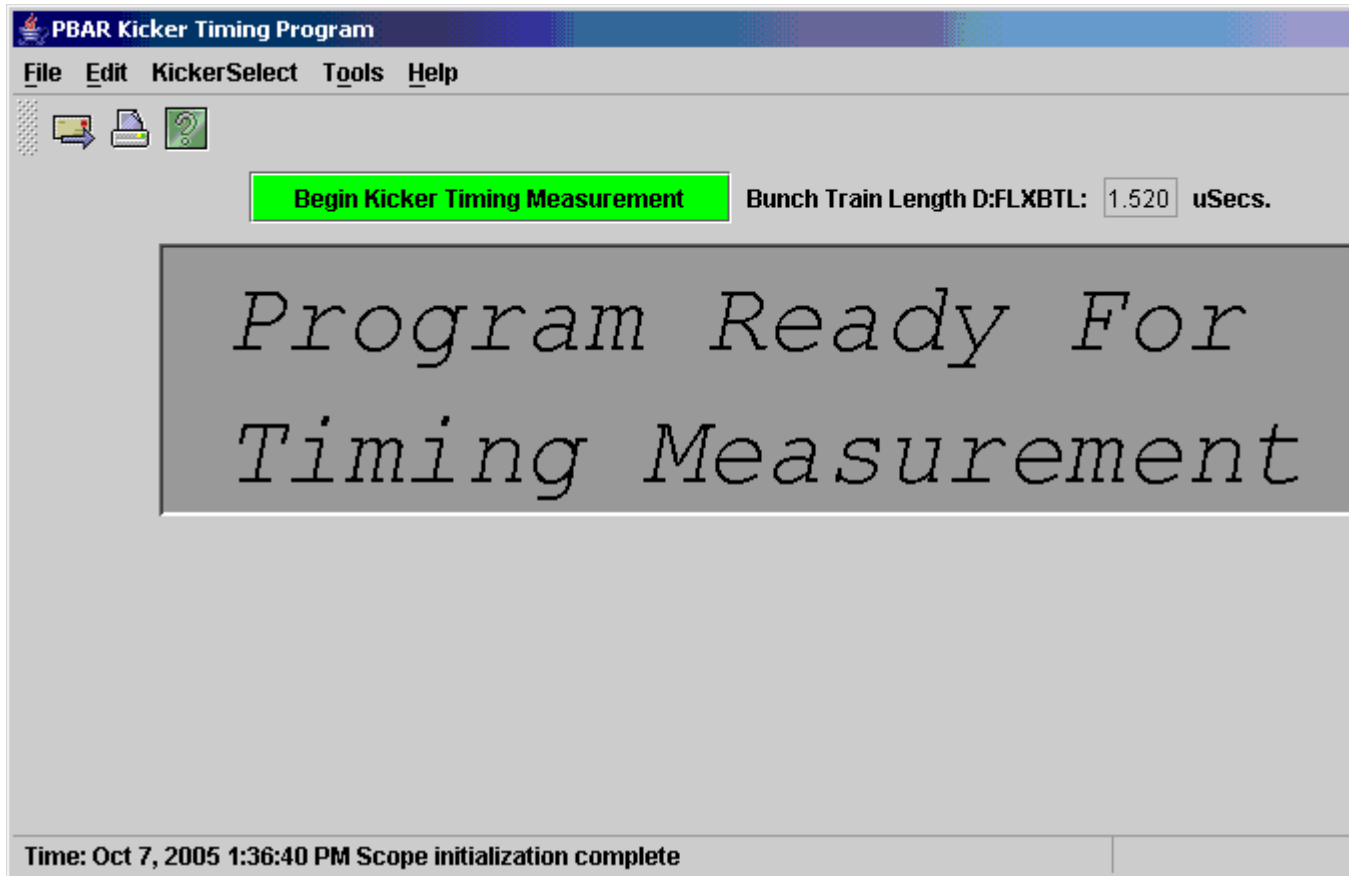 PBAR Kicker Timing Program
File Edit KickerSelect Tools Help
Begin Kicker Timing Measurement Bunch Train Length D:FLXBTL: 1.520 uSecs.
Program Ready For
Timing Measurement
Time: Oct 7, 2005 1:36:40 PM Scope initialization complete